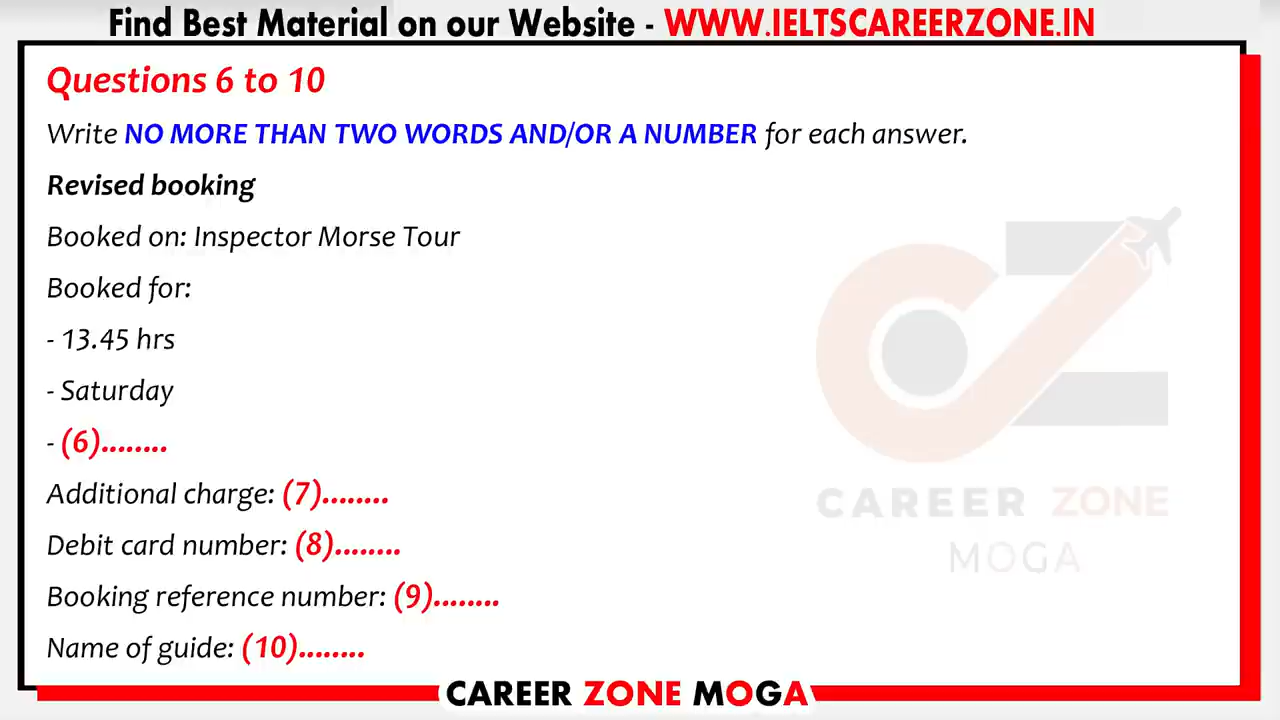 Find Best Material on our Website - WWW.IELTSCAREERZONE.IN
Questions 6 to 10
Write NO MORE THAN TWO WORDS AND/OR A NUMBER for each answer.
Revised booking
Booked on: Inspector Morse Tour
Booked for:
- 13.45 hrs
- Saturday
- (6)........
Additional charge: (7)........
Debit card number: (8)........
Booking reference number: (9)........
Name of guide: (10)........
CAREER ZONE
MOGA
CAREER ZONE MOGA